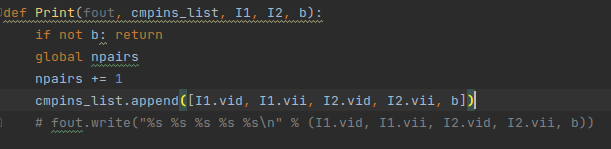 def Print(fout, cmpins_list, I1, I2, b):
    if not b: return
    global npairs
    npairs += 1
    cmpins_list.append([I1.vid, I1.vii, I2.vid, I2.vii, b])
    # fout.write("%s %s %s %s %s\n" % (I1.vid, I1.vii, I2.vid, I2.vii, b))